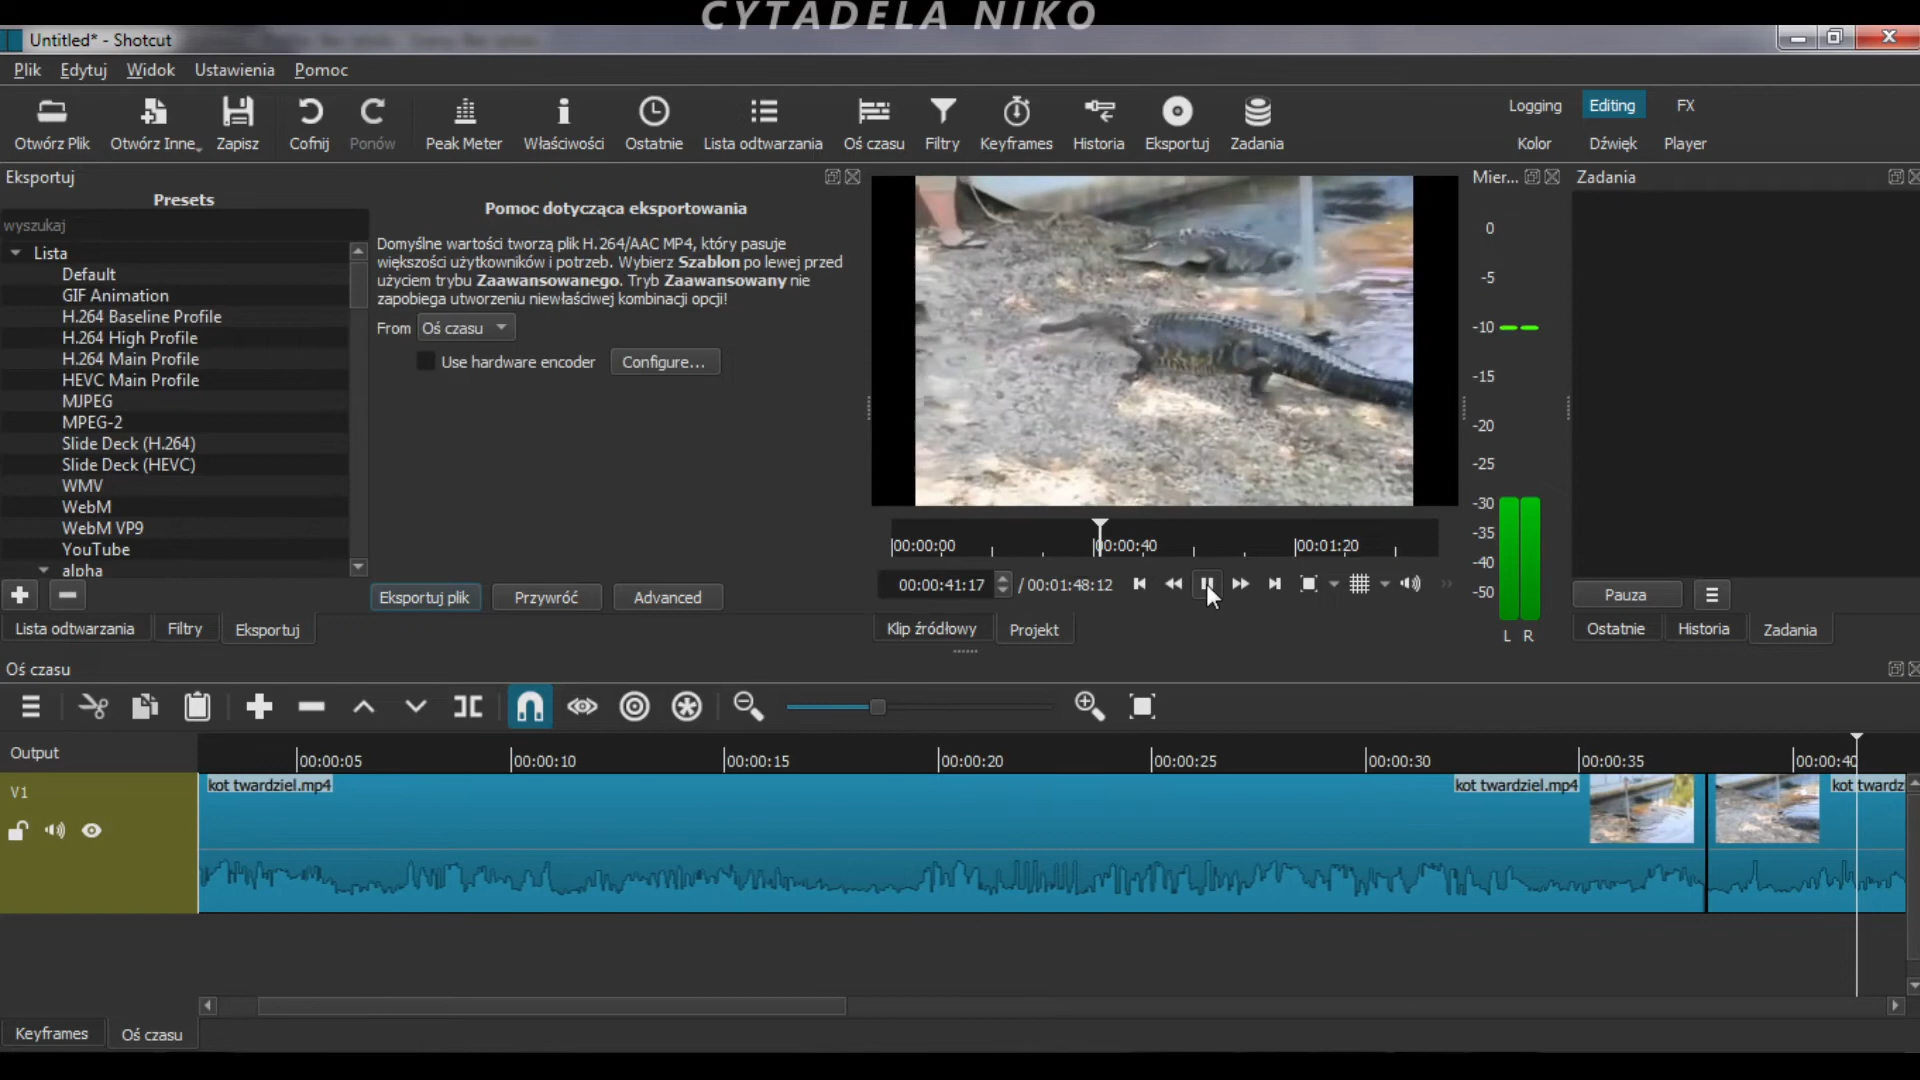 CYTADELA NIKO
Untitled* - Shotcut
Plik Edytuj Widok Ustawienia Pomoc
Otwórz Plik Otwórz Inne Zapisz Cofnij Ponów Peak Meter Właściwości Ostatnie Lista odtwarzania Oś czasu Filtry Keyframes Historia Eksportuj Zadania
Logging Editing FX
Kolor Dźwięk Player
Eksportuj
Presets
wyszukaj
Lista
Default
GIF Animation
H.264 Baseline Profile
H.264 High Profile
H.264 Main Profile
HEVC Main Profile
MJPEG
MPEG-2
Slide Deck (H.264)
Slide Deck (HEVC)
WMV
WebM
WebM VP9
YouTube
alpha
Pomoc dotycząca eksportowania
Domyślne wartości tworzą plik H.264/AAC MP4, który pasuje
większości użytkowników i potrzeb. Wybierz Szablon po lewej przed
użyciem trybu Zaawansowanego. Tryb Zaawansowany nie
zapobiega utworzeniu niewłaściwej kombinacji opcji!
From Oś czasu
Use hardware encoder Configure...
Eksportuj plik Przywróć Advanced
Lista odtwarzania Filtry Eksportuj
00:00:00 00:00:40 00:01:20
00:00:41:17 / 00:01:48:12
Klip źródłowy Projekt
Mier...
0
-5
-10
-15
-20
-25
-30
-35
-40
-50
L R
Zadania
Pauza
Ostatnie Historia Zadania
Oś czasu
Output
00:00:05 00:00:10 00:00:15 00:00:20 00:00:25 00:00:30 00:00:35 00:00:40
V1
kot twardziel.mp4 kot twardziel.mp4 kot twardz
Keyframes Oś czasu